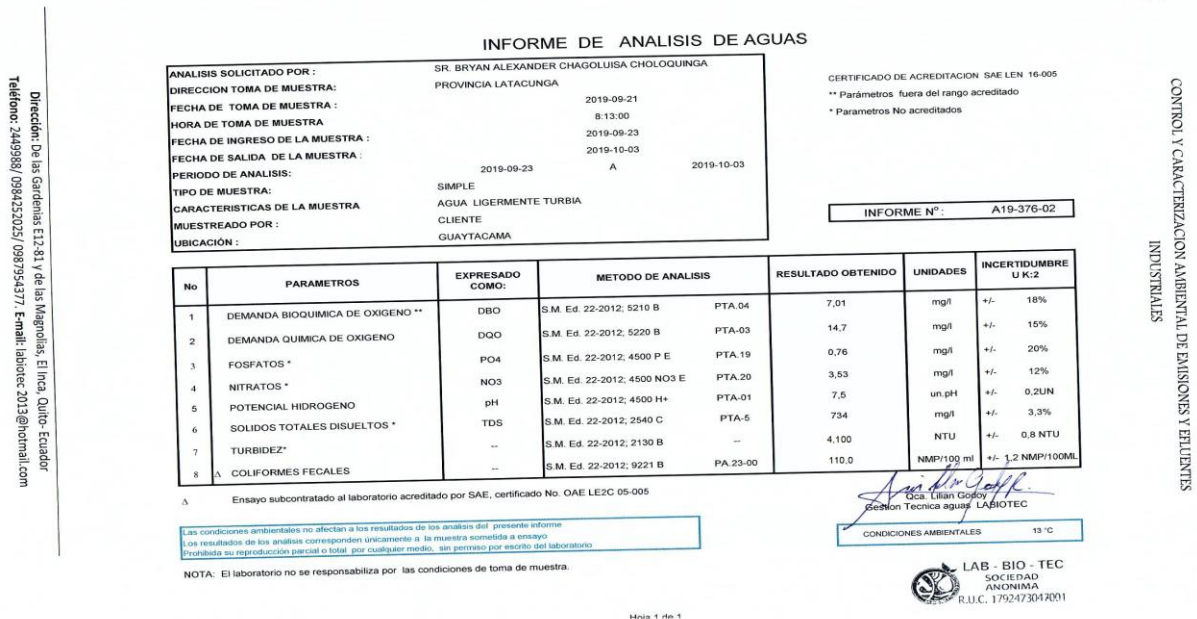 INFORME DE ANALISIS DE AGUAS
ANALISIS SOLICITADO POR : SR. BRYAN ALEXANDER CHAGOLUISA CHOLOQUINGA
DIRECCION TOMA DE MUESTRA: PROVINCIA LATACUNGA
FECHA DE TOMA DE MUESTRA : 2019-09-21
HORA DE TOMA DE MUESTRA 8:13:00
FECHA DE INGRESO DE LA MUESTRA : 2019-09-23
FECHA DE SALIDA DE LA MUESTRA : 2019-10-03
PERIODO DE ANALISIS: 2019-09-23 A 2019-10-03
TIPO DE MUESTRA: SIMPLE
CARACTERISTICAS DE LA MUESTRA AGUA LIGERMENTE TURBIA
MUESTREADO POR : CLIENTE
UBICACIÓN : GUAYTACAMA
CERTIFICADO DE ACREDITACION SAE LEN 16-005
** Parámetros fuera del rango acreditado
* Parametros No acreditados
INFORME Nº : A19-376-02
No PARAMETROS EXPRESADO COMO: METODO DE ANALISIS RESULTADO OBTENIDO UNIDADES INCERTIDUMBRE U K:2
1 DEMANDA BIOQUIMICA DE OXIGENO ** DBO S.M. Ed. 22-2012; 5210 B PTA.04 7,01 mg/l +/- 18%
2 DEMANDA QUIMICA DE OXIGENO DQO S.M. Ed. 22-2012; 5220 B PTA-03 14,7 mg/l +/- 15%
3 FOSFATOS * PO4 S.M. Ed. 22-2012; 4500 P E PTA.19 0,76 mg/l +/- 20%
4 NITRATOS * NO3 S.M. Ed. 22-2012; 4500 NO3 E PTA.20 3,53 mg/l +/- 12%
5 POTENCIAL HIDROGENO pH S.M. Ed. 22-2012; 4500 H+ PTA-01 7,5 un.pH +/- 0,2UN
6 SOLIDOS TOTALES DISUELTOS * TDS S.M. Ed. 22-2012; 2540 C PTA-5 734 mg/l +/- 3,3%
7 TURBIDEZ* -- S.M. Ed. 22-2012; 2130 B -- 4,100 NTU +/- 0,8 NTU
8 Δ COLIFORMES FECALES -- S.M. Ed. 22-2012; 9221 B PA.23-00 110.0 NMP/100 ml +/- 1,2 NMP/100ML
Δ Ensayo subcontratado al laboratorio acreditado por SAE, certificado No. OAE LE2C 05-005
Qca. Lilian Godoy
Gestion Tecnica aguas LABIOTEC
Las condiciones ambientales no afectan a los resultados de los analisis del presente informe
Los resultados de los análisis corresponden únicamente a la muestra sometida a ensayo
Prohibida su reproducción parcial o total por cualquier medio, sin permiso por escrito del laboratorio
CONDICIONES AMBIENTALES 13 °C
NOTA: El laboratorio no se responsabiliza por las condiciones de toma de muestra.
LAB - BIO - TEC
SOCIEDAD
ANONIMA
R.U.C. 1792473047001
Hoja 1 de 1
Dirección: De las Gardenias E12-81 y de las Magnolias, El Inca, Quito- Ecuador
Teléfono: 2449988/ 0984252025/ 0987954377. E-mail: labiotec 2013@hotmail.com
CONTROL Y CARACTERIZACION AMBIENTAL DE EMISIONES Y EFLUENTES
INDUSTRIALES